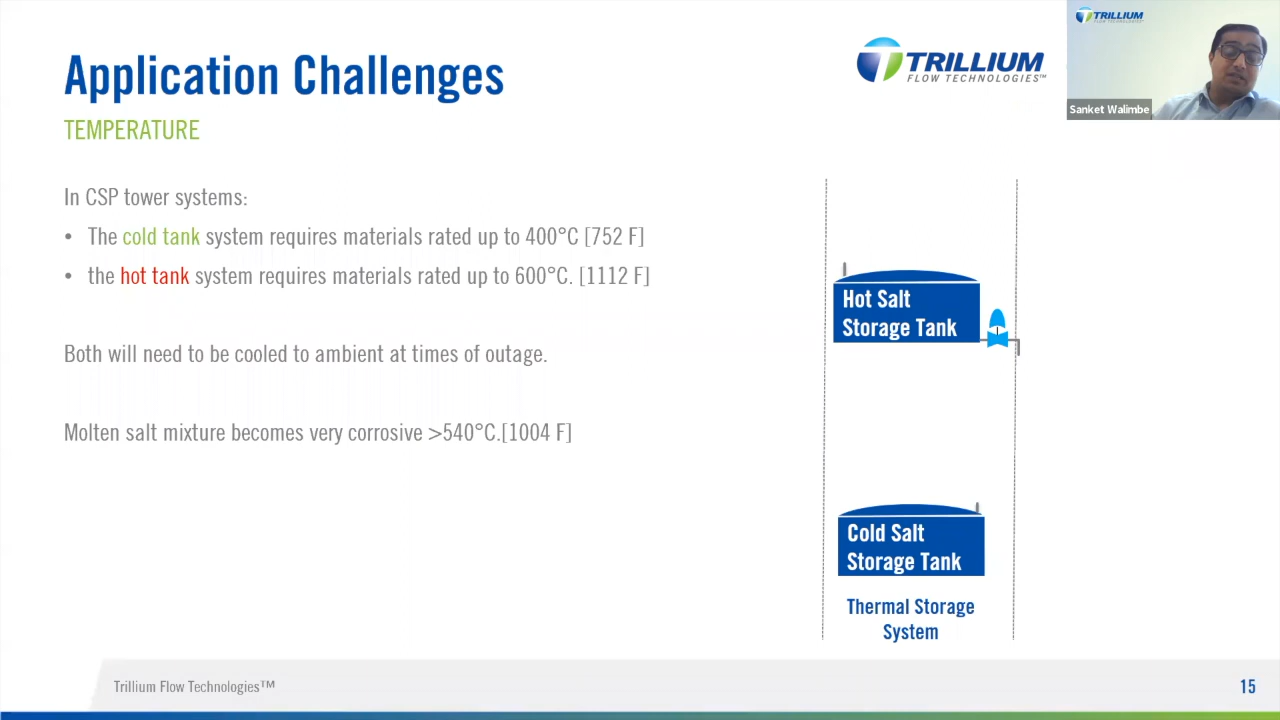 Application Challenges
TEMPERATURE
TRILLIUM
FLOW TECHNOLOGIES™
TRILLIUM
FLOW TECHNOLOGIES
Sanket Walimbe
In CSP tower systems:
• The cold tank system requires materials rated up to 400°C [752 F]
• the hot tank system requires materials rated up to 600°C. [1112 F]
Both will need to be cooled to ambient at times of outage.
Molten salt mixture becomes very corrosive >540°C.[1004 F]
Hot Salt
Storage Tank
Cold Salt
Storage Tank
Thermal Storage
System
Trillium Flow Technologies™
15